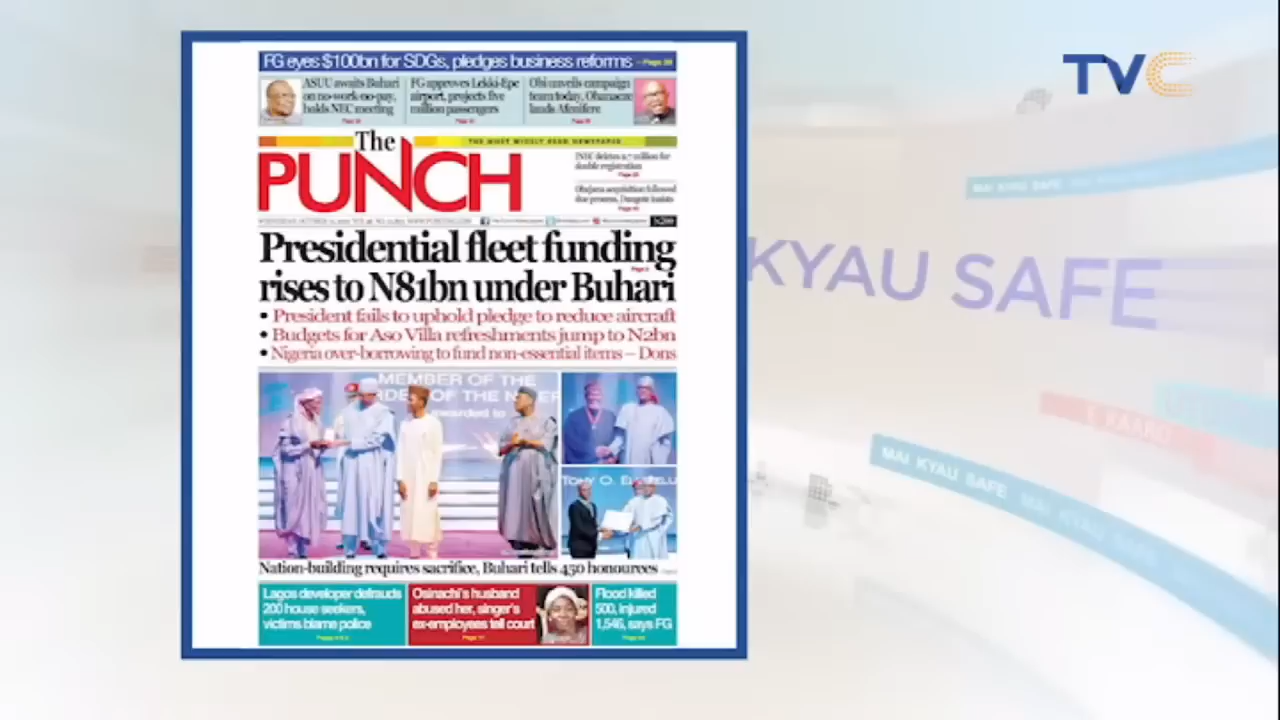 TVC
FG eyes $100bn for SDGs, pledges business reforms
ASUU awaits Buhari
on no-work-no-pay,
holds NEC meeting
FG approves Lekki-Epe
airport, projects five
million passengers
Obi unveils campaign
team today, Ohanaeze
lauds Afenifere
The
PUNCH
THE MOST WIDELY READ NEWSPAPER
INEC deletes 2.7 million for
double registration
Obajana acquisition followed
due process, Dangote insists
Presidential fleet funding
rises to N81bn under Buhari
• President fails to uphold pledge to reduce aircraft
• Budgets for Aso Villa refreshments jump to N2bn
• Nigeria over-borrowing to fund non-essential items – Dons
MEMBER OF THE
awarded to
Nation-building requires sacrifice, Buhari tells 450 honourees
Lagos developer defrauds
200 house seekers,
victims blame police
Osinachi's husband
abused her, singer's
ex-employees tell court
Flood killed
500, injured
1,546, says FG
MAI KYAU SAFE
KYAU SAFE
E KAARO
MAI KYAU SAFE